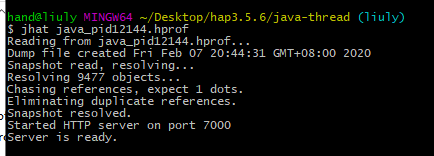 hand@liuly MINGW64 ~/Desktop/hap3.5.6/java-thread (liuly)
$ jhat java_pid12144.hprof
Reading from java_pid12144.hprof...
Dump file created Fri Feb 07 20:44:31 GMT+08:00 2020
Snapshot read, resolving...
Resolving 9477 objects...
Chasing references, expect 1 dots.
Eliminating duplicate references.
Snapshot resolved.
Started HTTP server on port 7000
Server is ready.